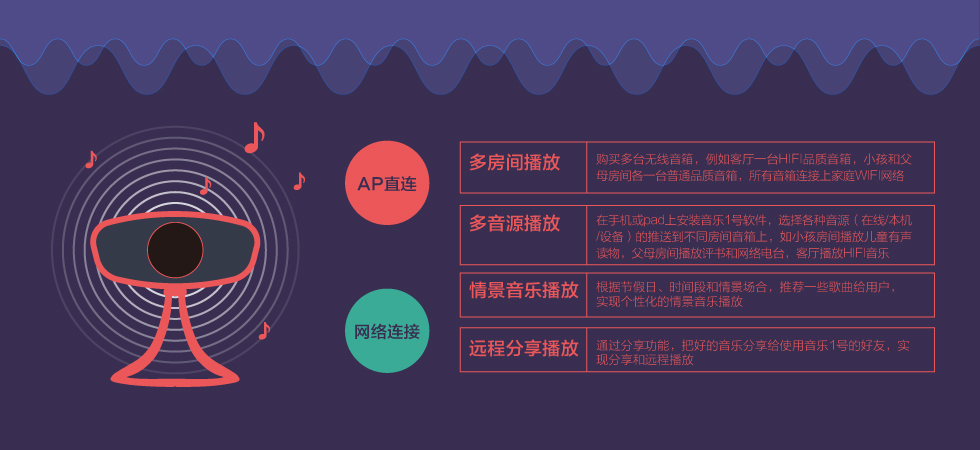 AP直连
网络连接
多房间播放
购买多台无线音箱，例如客厅一台HIFI品质音箱，小孩和父
母房间各一台普通品质音箱，所有音箱连接上家庭WIFI网络
多音源播放
在手机或pad上安装音乐1号软件，选择各种音源（在线/本机
/设备）的推送到不同房间音箱上，如小孩房间播放儿童有声
读物，父母房间播放评书和网络电台，客厅播放HIFI音乐
情景音乐播放
根据节假日、时间段和情景场合，推荐一些歌曲给用户，
实现个性化的情景音乐播放
远程分享播放
通过分享功能，把好的音乐分享给使用音乐1号的好友，实
现分享和远程播放